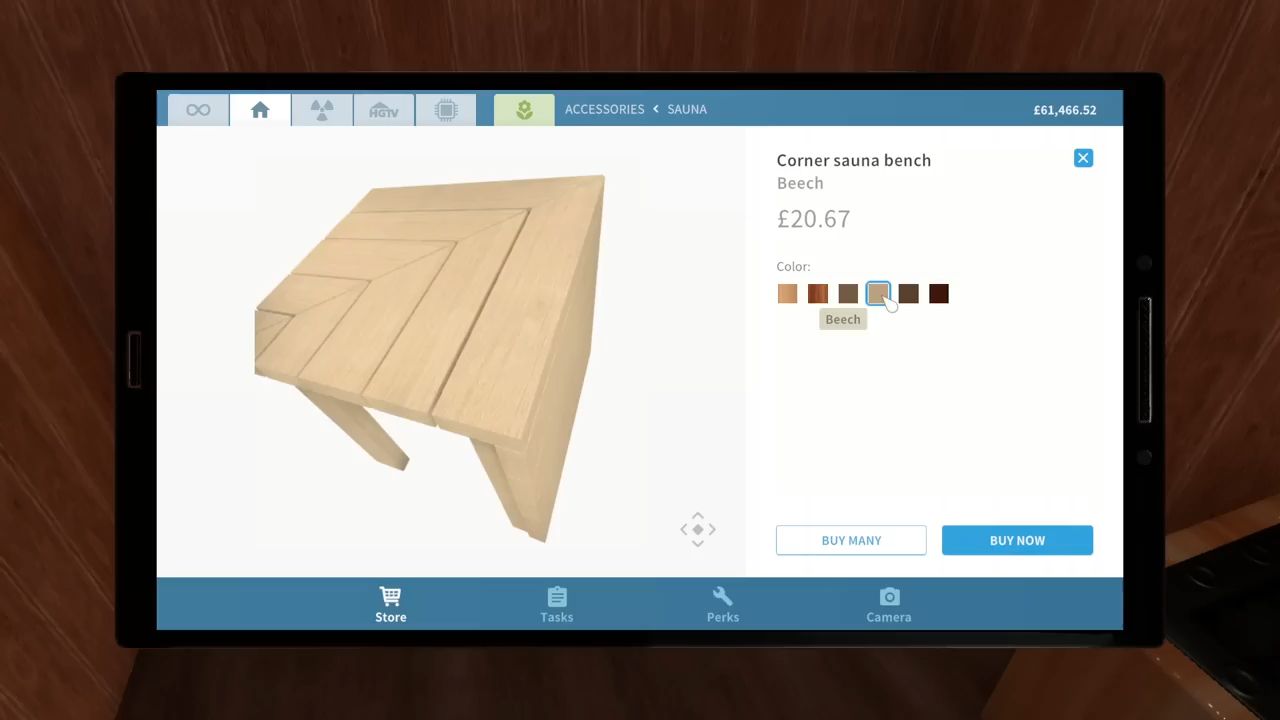 HGTV
ACCESSORIES < SAUNA
£61,466.52
Corner sauna bench
Beech
£20.67
Color:
Beech
BUY MANY
BUY NOW
Store
Tasks
Perks
Camera